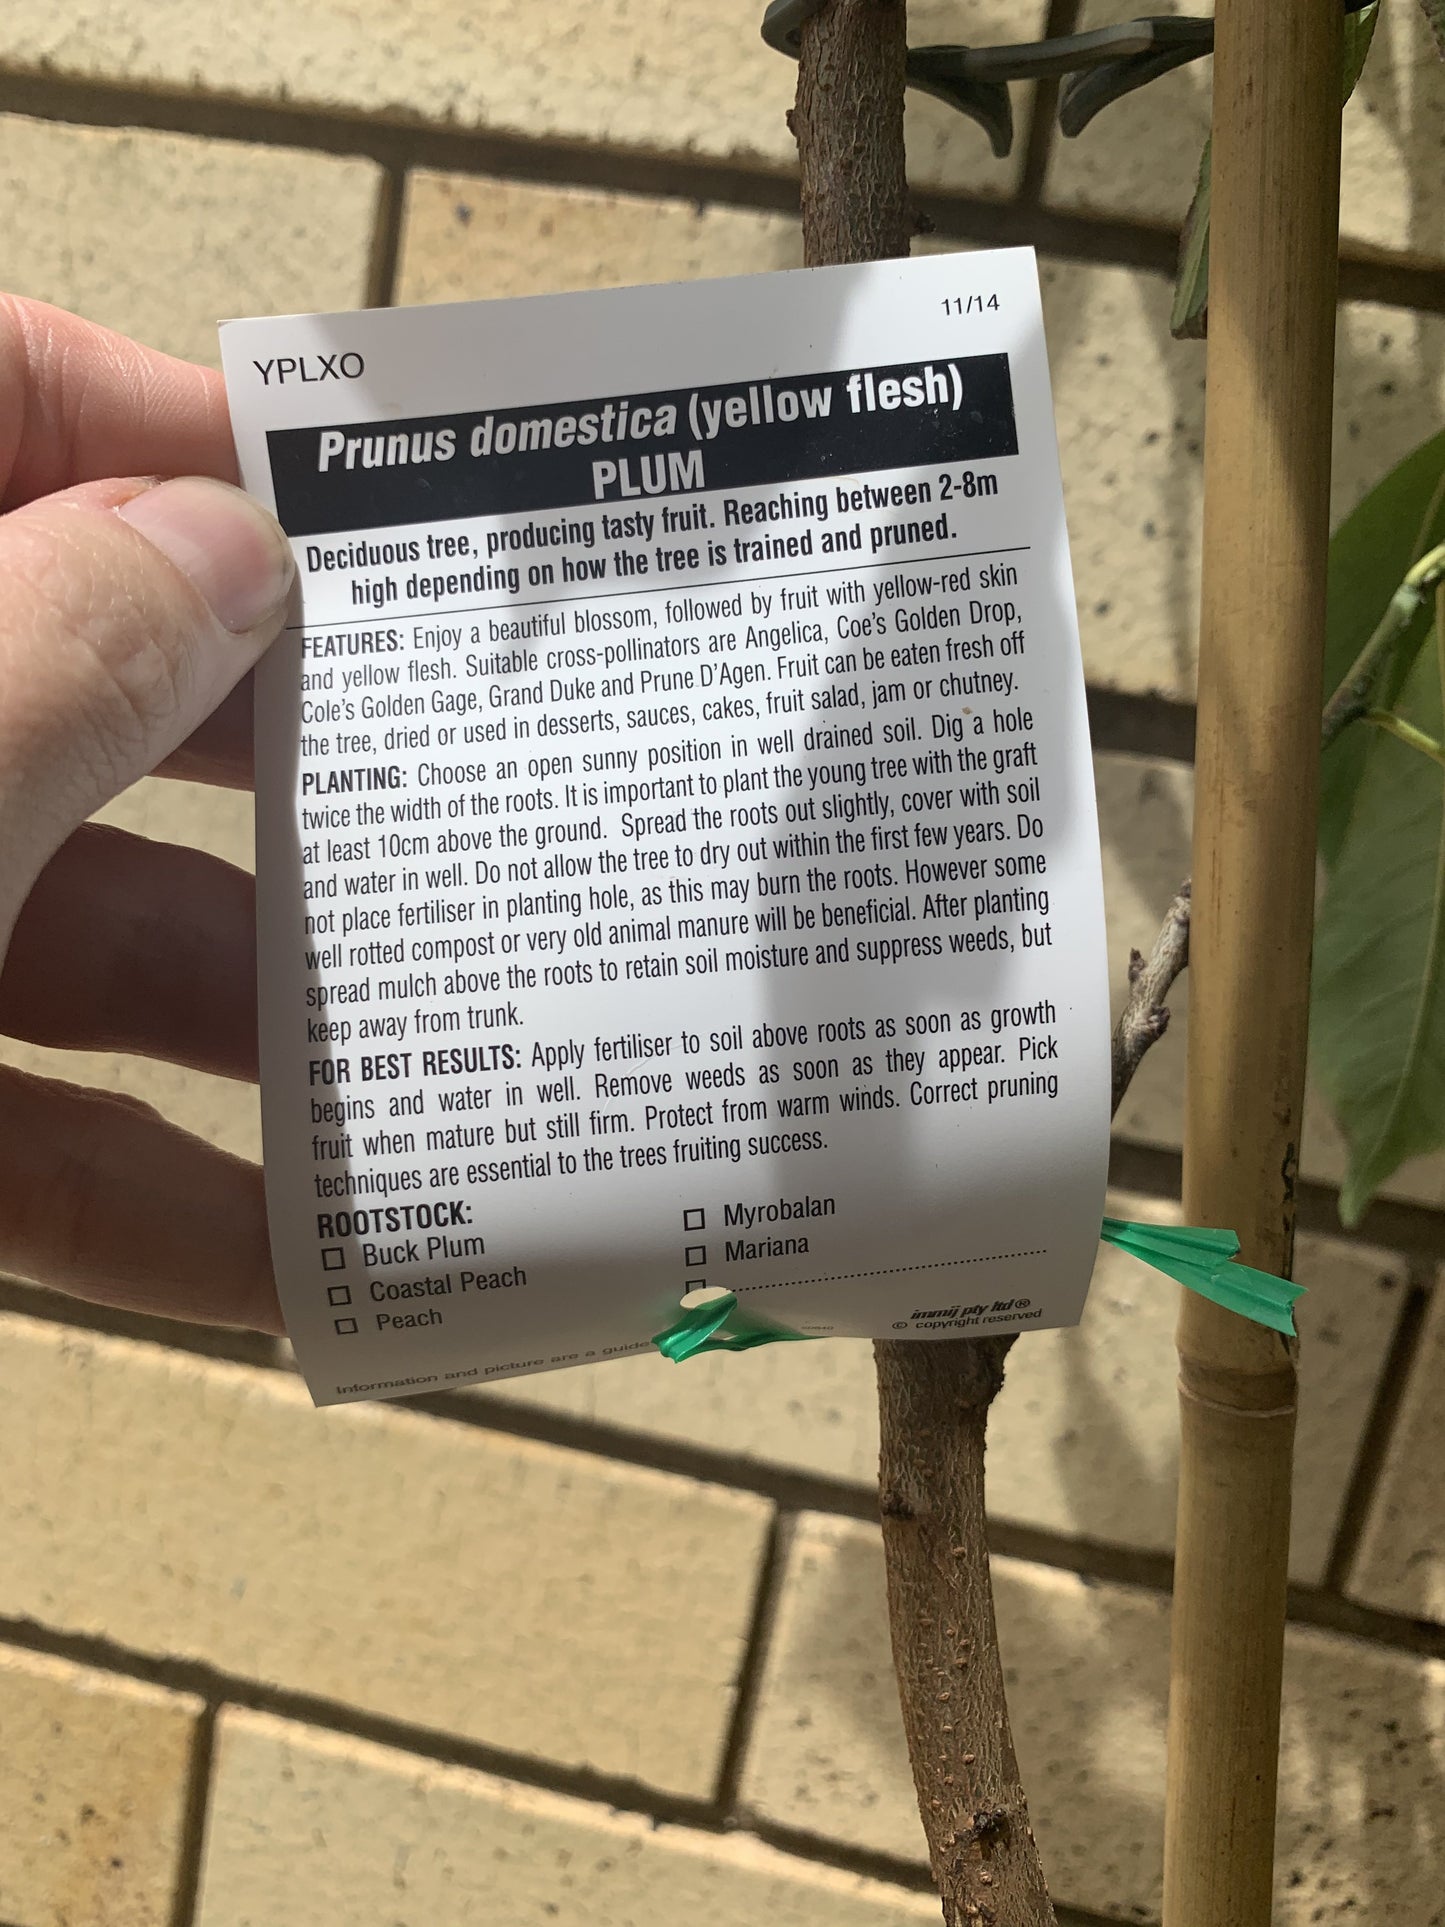 11/14
YPLXO
Prunus domestica (yellow flesh)
PLUM
Deciduous tree, producing tasty fruit. Reaching between 2-8m
high depending on how the tree is trained and pruned.
FEATURES: Enjoy a beautiful blossom, followed by fruit with yellow-red skin
and yellow flesh. Suitable cross-pollinators are Angelica, Coe's Golden Drop,
Cole's Golden Gage, Grand Duke and Prune D'Agen. Fruit can be eaten fresh off
the tree, dried or used in desserts, sauces, cakes, fruit salad, jam or chutney.
PLANTING: Choose an open sunny position in well drained soil. Dig a hole
twice the width of the roots. It is important to plant the young tree with the graft
at least 10cm above the ground. Spread the roots out slightly, cover with soil
and water in well. Do not allow the tree to dry out within the first few years. Do
not place fertiliser in planting hole, as this may burn the roots. However some
well rotted compost or very old animal manure will be beneficial. After planting
spread mulch above the roots to retain soil moisture and suppress weeds, but
keep away from trunk.
FOR BEST RESULTS: Apply fertiliser to soil above roots as soon as growth
begins and water in well. Remove weeds as soon as they appear. Pick
fruit when mature but still firm. Protect from warm winds. Correct pruning
techniques are essential to the trees fruiting success.
ROOTSTOCK:
☐ Buck Plum
☐ Coastal Peach
☐ Peach
☐ Myrobalan
☐ Mariana
☐ ..........
immij pty ltd ®
© copyright reserved
Information and picture are a guide